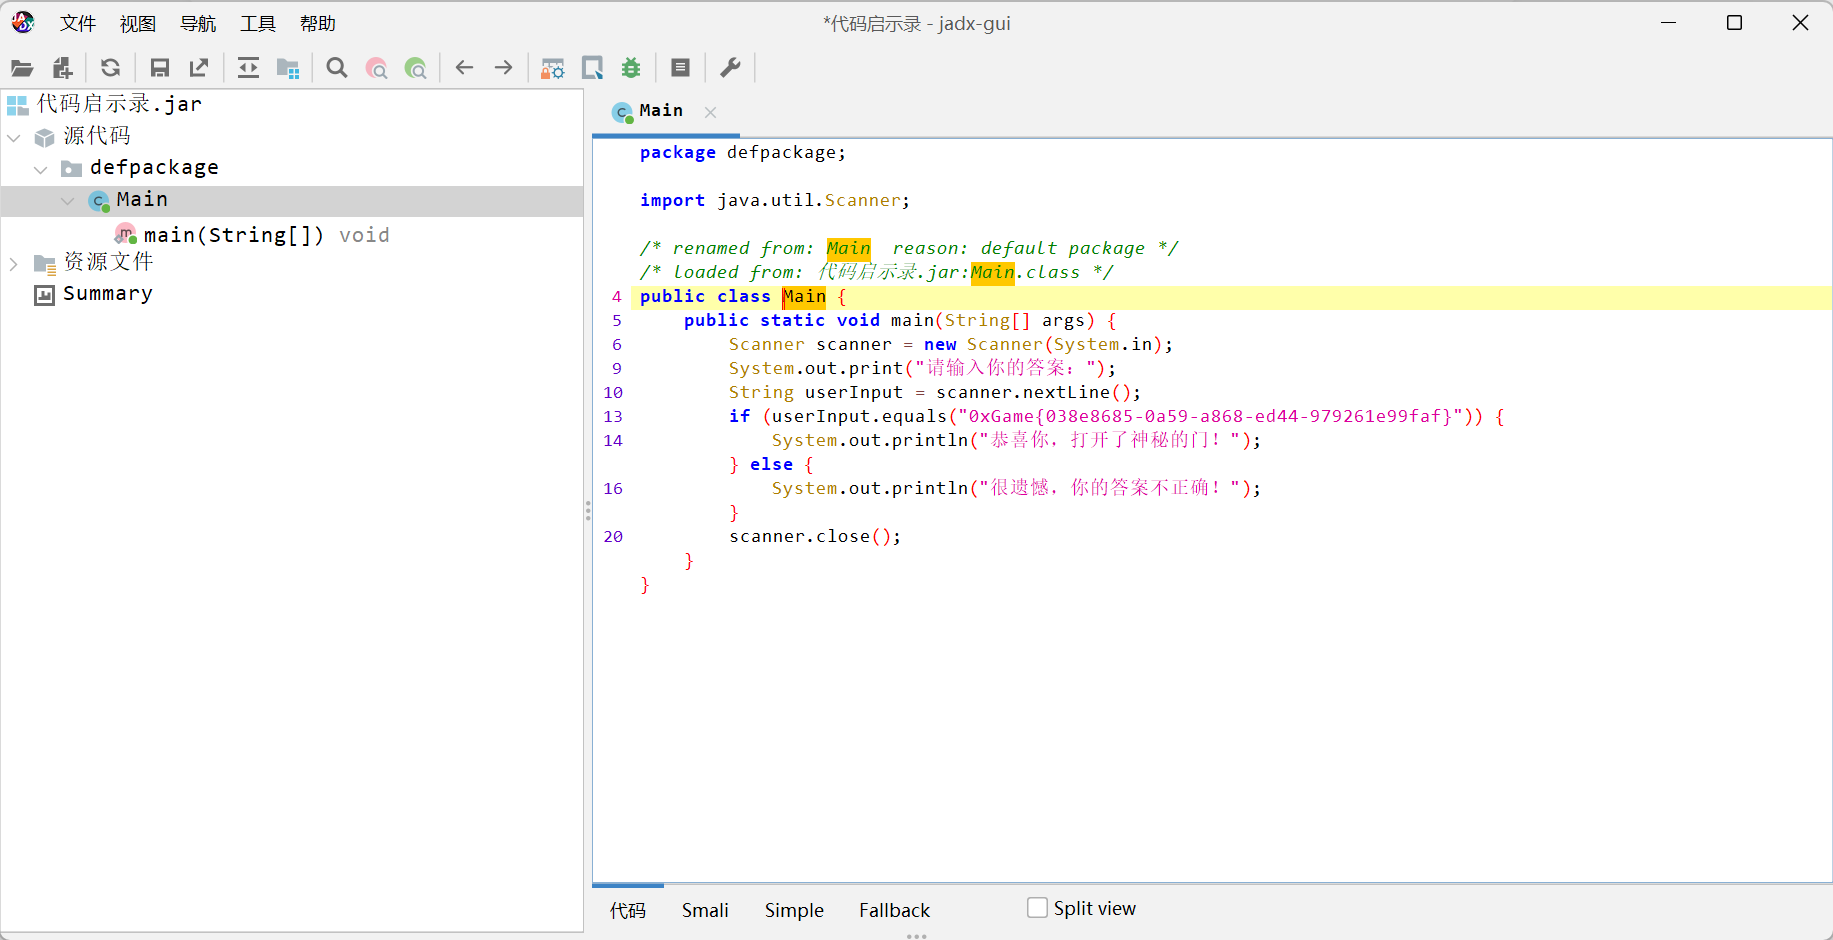 文件 视图 导航 工具 帮助 *代码启示录 - jadx-gui
代码启示录.jar
源代码
defpackage
Main
main(String[]) void
资源文件
Summary
Main
package defpackage;
import java.util.Scanner;
/* renamed from: Main  reason: default package */
/* loaded from: 代码启示录.jar:Main.class */
4 public class Main {
5 public static void main(String[] args) {
6 Scanner scanner = new Scanner(System.in);
9 System.out.print("请输入你的答案：");
10 String userInput = scanner.nextLine();
13 if (userInput.equals("0xGame{038e8685-0a59-a868-ed44-979261e99faf}")) {
14 System.out.println("恭喜你，打开了神秘的门！");
} else {
16 System.out.println("很遗憾，你的答案不正确！");
}
20 scanner.close();
}
}
代码 Smali Simple Fallback Split view